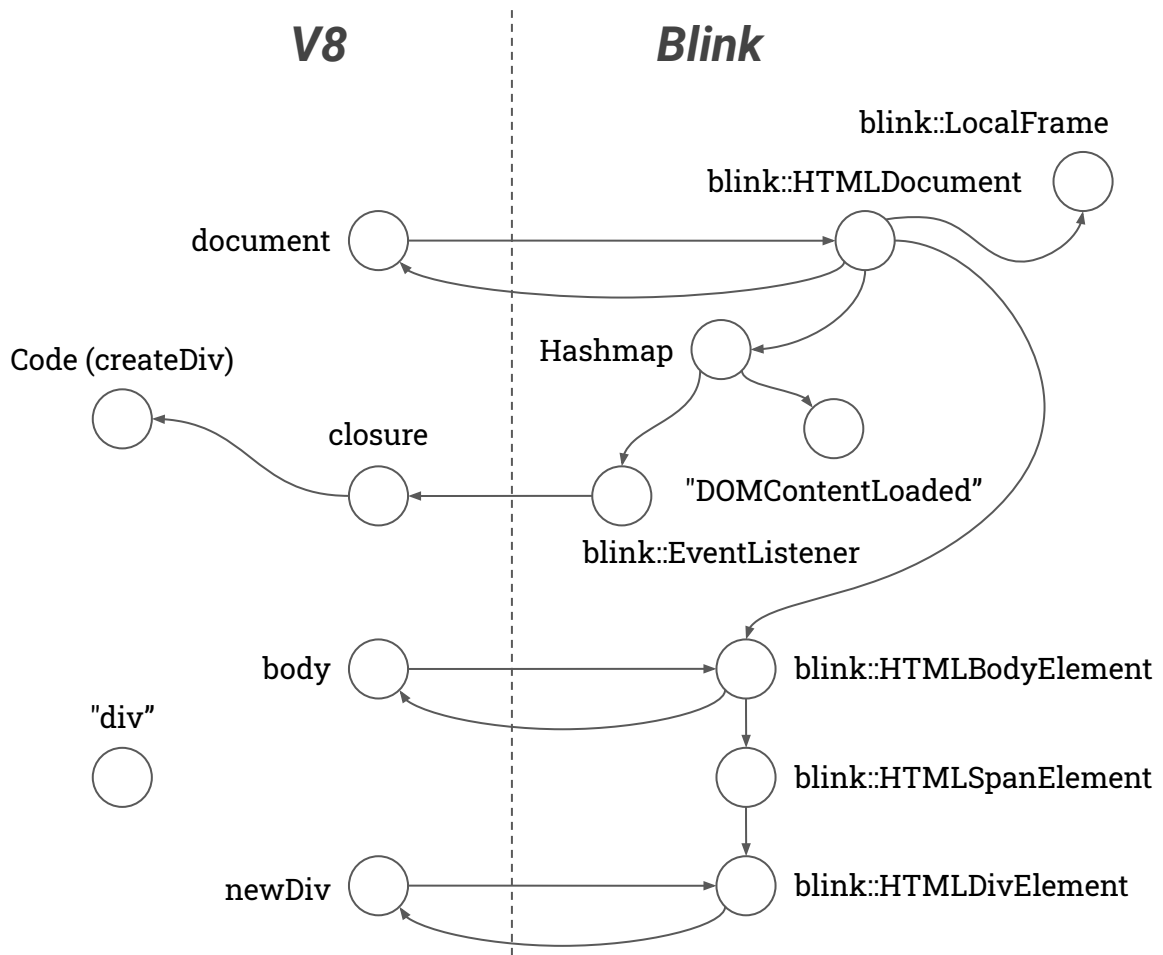 V8
Blink
blink::LocalFrame
blink::HTMLDocument
document
Hashmap
Code (createDiv)
closure
"DOMContentLoaded”
blink::EventListener
body
blink::HTMLBodyElement
"div”
blink::HTMLSpanElement
newDiv
blink::HTMLDivElement